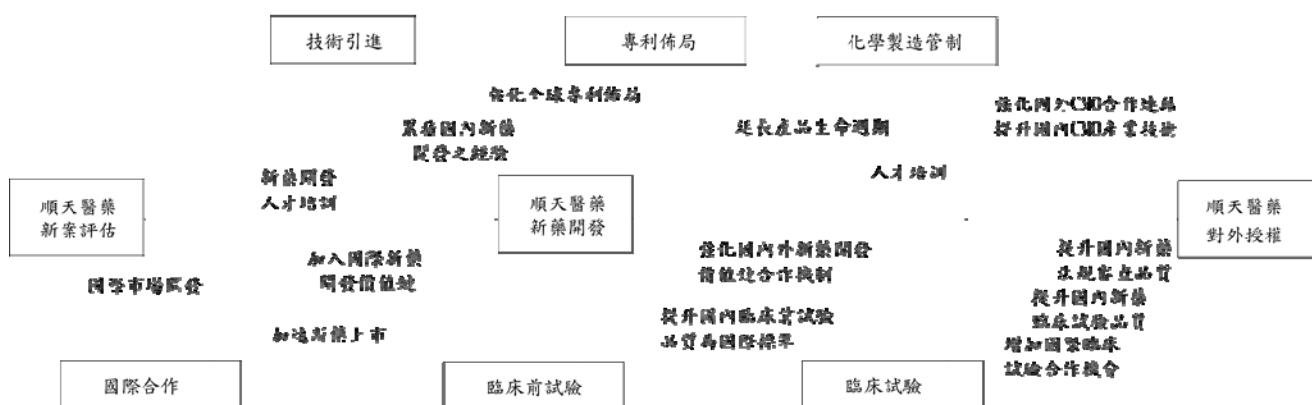 技術引進
專利佈局
化學製造管制
強化全球專利佈局
累積國內新藥
開發之經驗
延長產品生命週期
強化國外CMO合作連結
提升國內CMO產業技術
人才培訓
新藥開發
人才培訓
順天醫藥
新案評估
順天醫藥
新藥開發
順天醫藥
對外授權
加入國際新藥
開發價值鏈
國際市場開發
強化國內外新藥開發
價值鏈合作機制
提升國內新藥
法規審查品質
提升國內新藥
臨床試驗品質
增加國際臨床
試驗合作機會
加速新藥上市
提升國內臨床前試驗
品質與國際標準
國際合作
臨床前試驗
臨床試驗